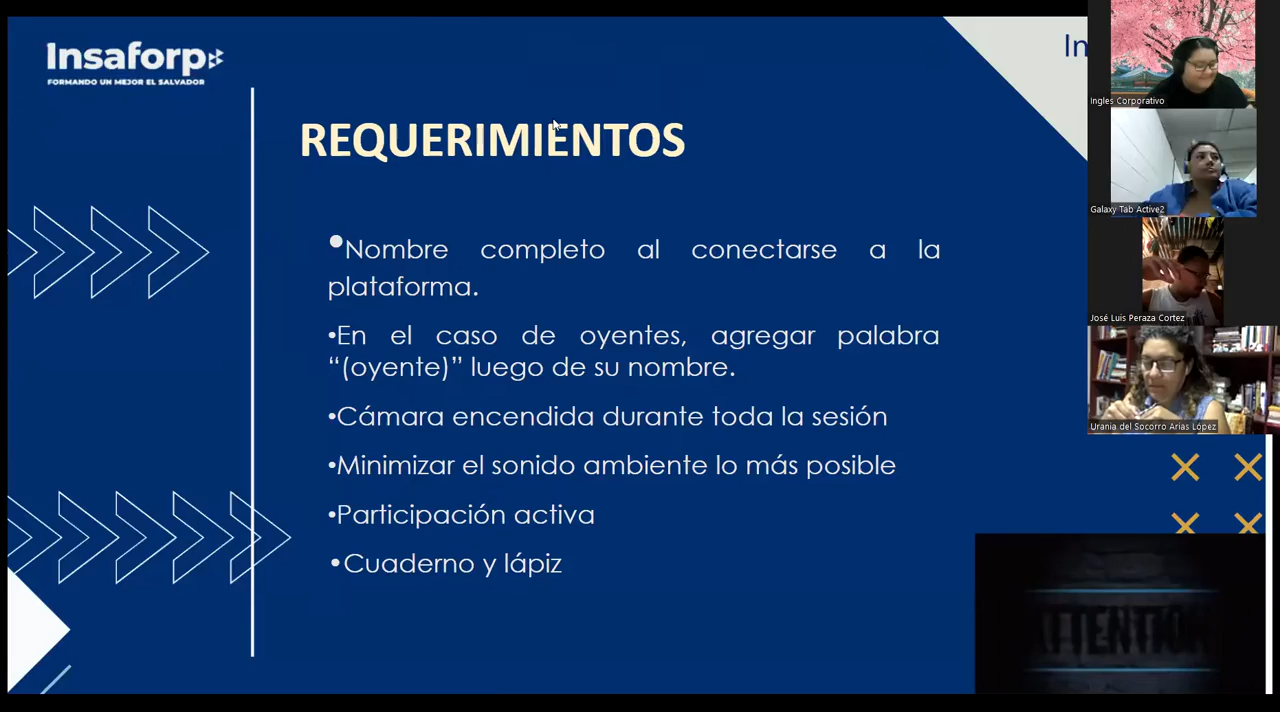 Insaforp
FORMANDO UN MEJOR EL SALVADOR
In
REQUERIMIENTOS
•Nombre completo al conectarse a la
plataforma.
•En el caso de oyentes, agregar palabra
“(oyente)” luego de su nombre.
•Cámara encendida durante toda la sesión
•Minimizar el sonido ambiente lo más posible
•Participación activa
•Cuaderno y lápiz
Ingles Corporativo
Galaxy Tab Active2
José Luis Peraza Cortez
Urania del Socorro Arias López
ATTENTION